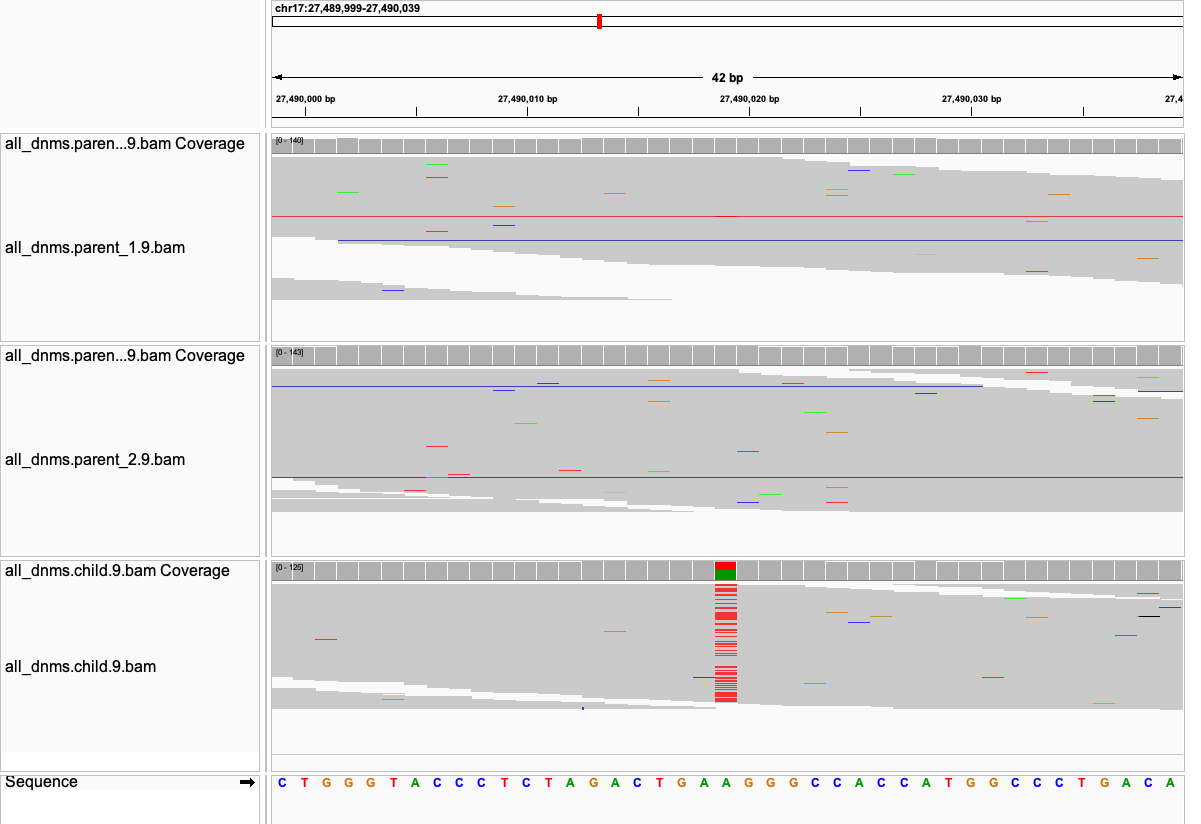 chr17:27,489,999-27,490,039
42 bp
27,490,000 bp 27,490,010 bp 27,490,020 bp 27,490,030 bp 27,4
all_dnms.paren...9.bam Coverage
[0 - 140]
all_dnms.parent_1.9.bam
all_dnms.paren...9.bam Coverage
[0 - 143]
all_dnms.parent_2.9.bam
all_dnms.child.9.bam Coverage
[0 - 125]
all_dnms.child.9.bam
Sequence C T G G G T A C C C T C T A G A C T G A A G G G C C A C C A T G G C C C T G A C A